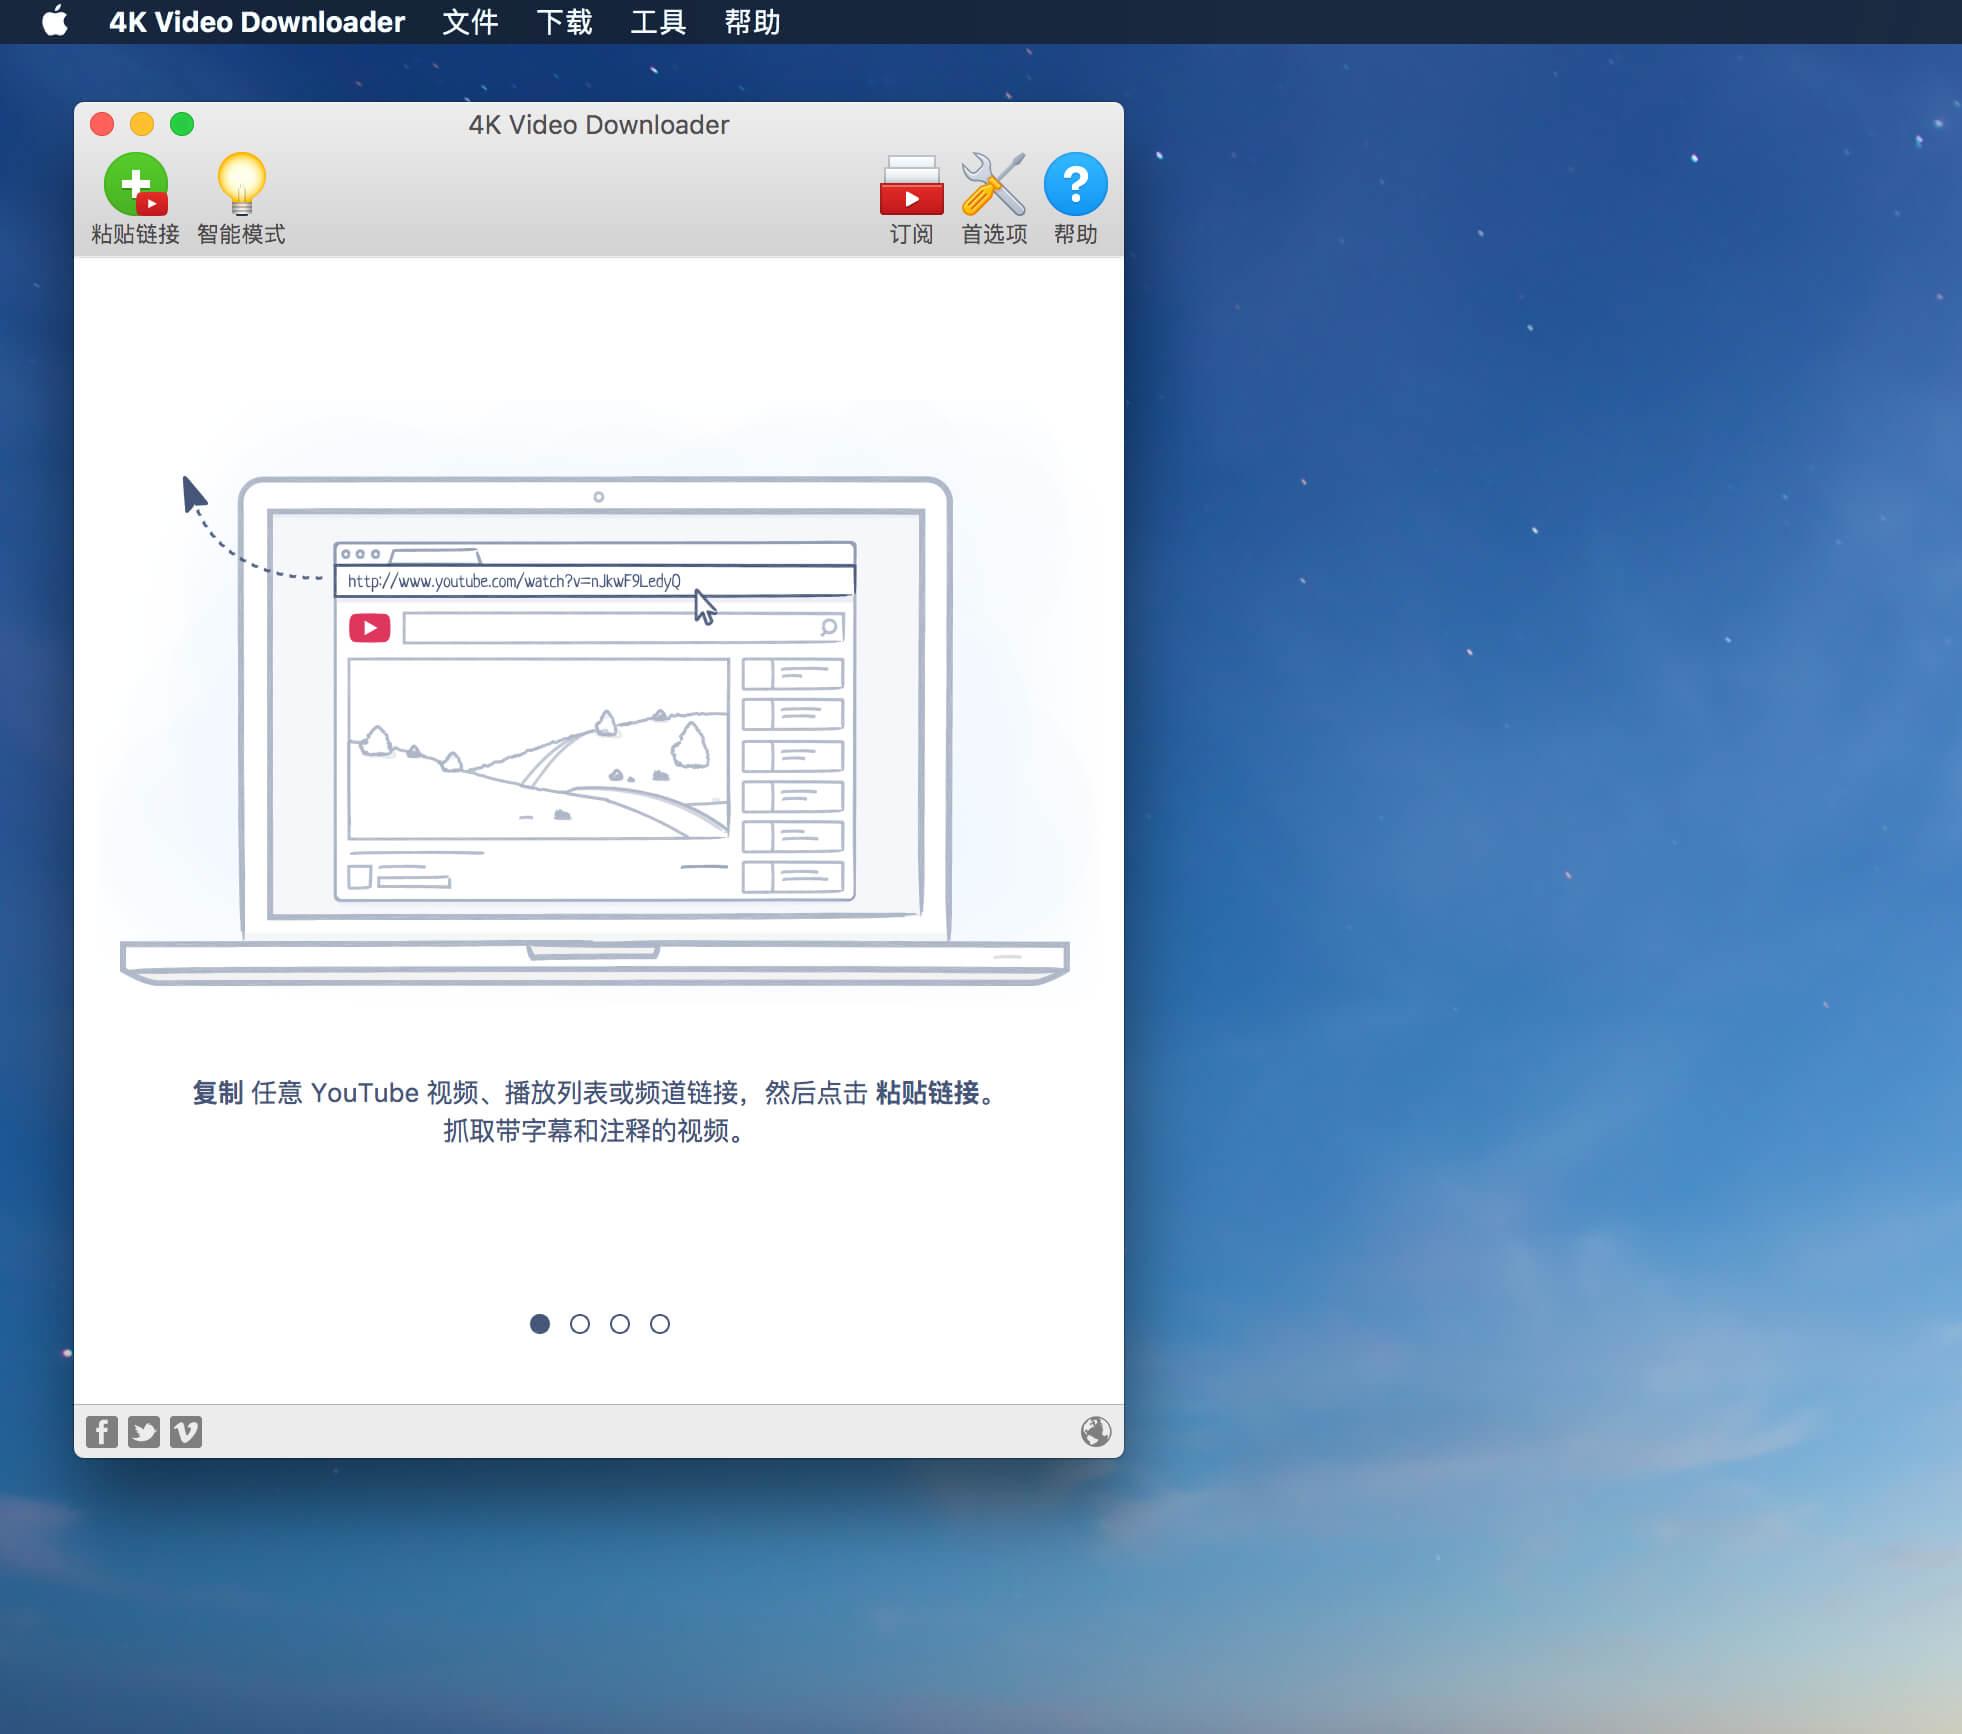 4K Video Downloader 文件 下载 工具 帮助
4K Video Downloader
粘贴链接 智能模式 订阅 首选项 帮助
http://www.youtube.com/watch?v=nJkwF9LedyQ
复制 任意 YouTube 视频、播放列表或频道链接，然后点击 粘贴链接。
抓取带字幕和注释的视频。